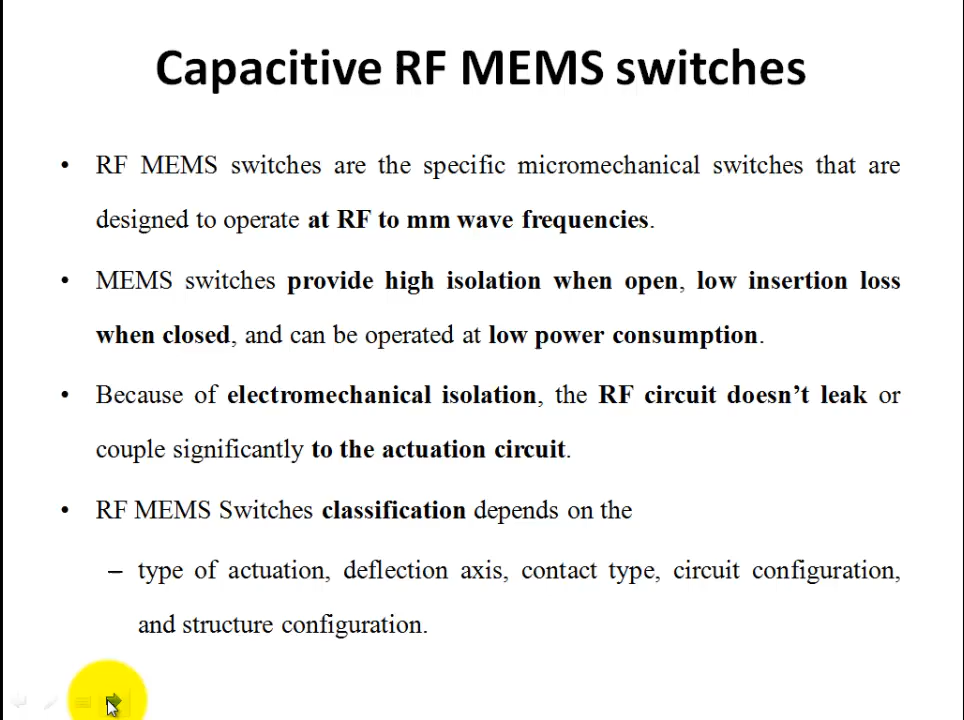 Capacitive RF MEMS switches
• RF MEMS switches are the specific micromechanical switches that are
designed to operate at RF to mm wave frequencies.
• MEMS switches provide high isolation when open, low insertion loss
when closed, and can be operated at low power consumption.
• Because of electromechanical isolation, the RF circuit doesn’t leak or
couple significantly to the actuation circuit.
• RF MEMS Switches classification depends on the
– type of actuation, deflection axis, contact type, circuit configuration,
and structure configuration.